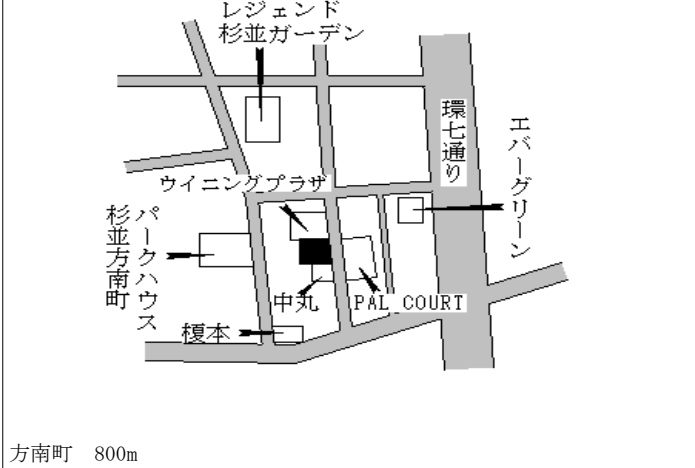 レジェンド
杉並ガーデン
環七通り
エバーグリーン
ウイニングプラザ
パークハウス
杉並方南町
中丸
PAL COURT
榎本
方南町　800m